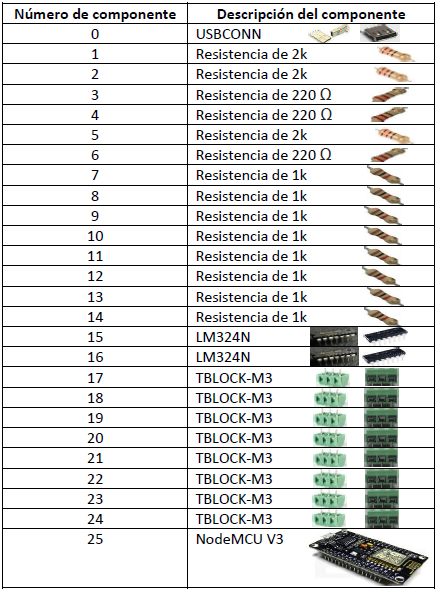 Número de componente Descripción del componente
0 USBCONN
1 Resistencia de 2k
2 Resistencia de 2k
3 Resistencia de 220 Ω
4 Resistencia de 220 Ω
5 Resistencia de 2k
6 Resistencia de 220 Ω
7 Resistencia de 1k
8 Resistencia de 1k
9 Resistencia de 1k
10 Resistencia de 1k
11 Resistencia de 1k
12 Resistencia de 1k
13 Resistencia de 1k
14 Resistencia de 1k
15 LM324N
16 LM324N
17 TBLOCK-M3
18 TBLOCK-M3
19 TBLOCK-M3
20 TBLOCK-M3
21 TBLOCK-M3
22 TBLOCK-M3
23 TBLOCK-M3
24 TBLOCK-M3
25 NodeMCU V3